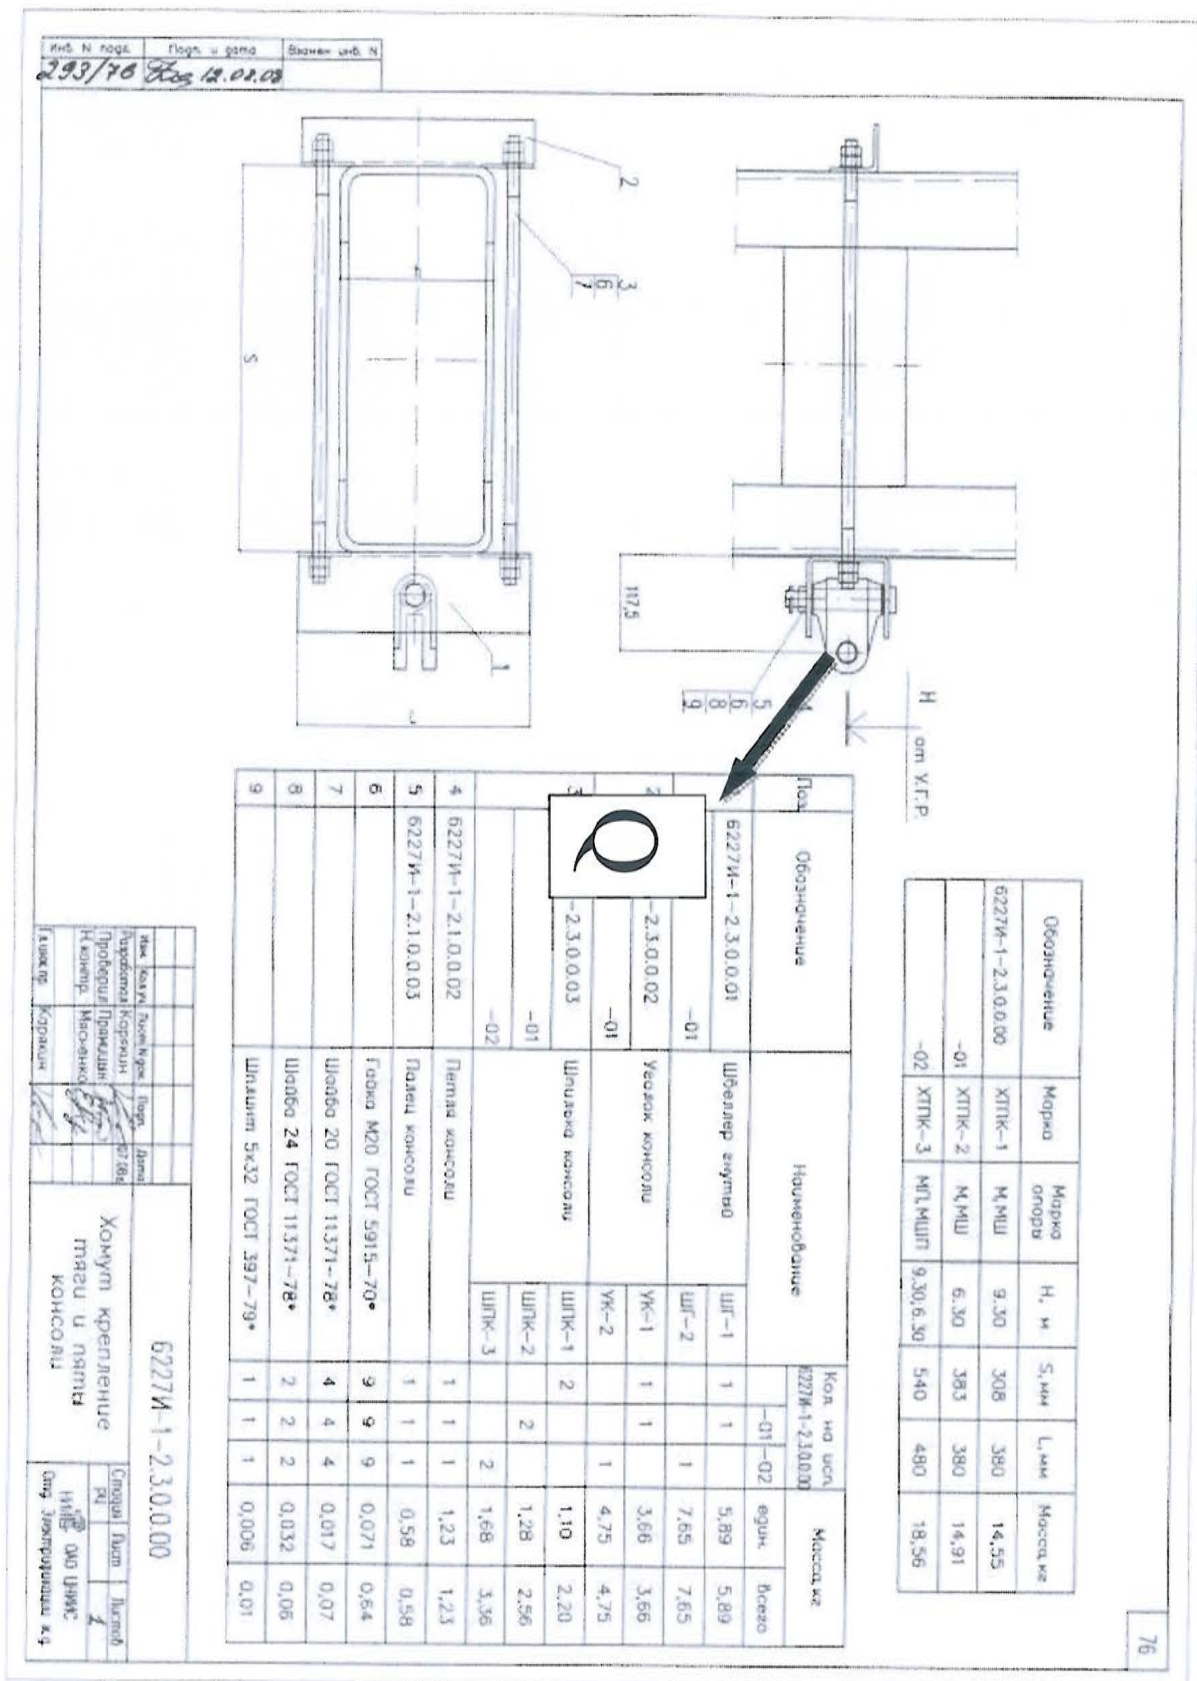 76
Инв. N подл. Подп. и дата Взамен инв. N
293/76 12.08.08
2
3
6
7
S
1
L
117,5
5
6
8
9
H
от У.Г.Р.
Q
Обозначение Марка Марка опоры H, м S, мм L, мм Масса, кг
6227И-1-2.3.0.0.00 ХТПК-1 М,МШ 9.30 308 380 14,55
-01 ХТПК-2 М,МШ 6.30 383 380 14,91
-02 ХТПК-3 МП,МШП 9.30;6.30 540 480 18,56
Поз. Обозначение Наименование Кол. на исп. 6227И-1-2.3.0.0.00 Масса, кг
-01 -02 един. всего
6227И-1-2.3.0.0.01 Швеллер гнутый ШГ-1 1 1 5,89 5,89
-01 ШГ-2 1 7,65 7,65
2 -2.3.0.0.02 Уголок консоли УК-1 1 1 3,66 3,66
-01 УК-2 1 4,75 4,75
3 -2.3.0.0.03 Шпилька консоли ШПК-1 2 1,10 2,20
-01 ШПК-2 2 1,28 2,56
-02 ШПК-3 2 1,68 3,36
4 6227И-1-2.1.0.0.02 Петля консоли 1 1 1 1,23 1,23
5 6227И-1-2.1.0.0.03 Палец консоли 1 1 1 0,58 0,58
6 Гайка М20 ГОСТ 5915-70* 9 9 9 0,071 0,64
7 Шайба 20 ГОСТ 11371-78* 4 4 4 0,017 0,07
8 Шайба 24 ГОСТ 11371-78* 2 2 2 0,032 0,06
9 Шплинт 5х32 ГОСТ 397-79* 1 1 1 0,006 0,01
6227И-1-2.3.0.0.00
Изм. Кол.уч. Лист N док. Подп. Дата
Разработал Корякин
Проверил
Н.контр.
Гл.инж.пр. Корякин
Хомут крепление
тяги и пяты
консоли
Стадия Лист Листов
РЧ 1
ОАО ЦНИИС
Отд. Электрификации ж.д.